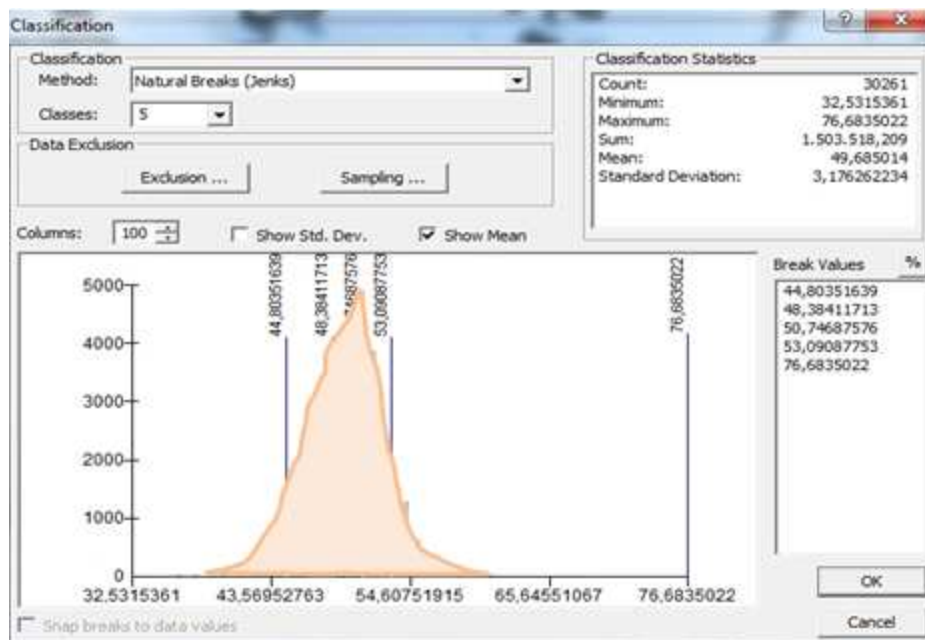 Classification
Classification
Method: Natural Breaks (Jenks)
Classes: 5
Data Exclusion
Exclusion ...
Sampling ...
Classification Statistics
Count: 30261
Minimum: 32,5315361
Maximum: 76,6835022
Sum: 1.503.518,209
Mean: 49,685014
Standard Deviation: 3,176262234
Columns: 100
Show Std. Dev.
Show Mean
Break Values %
44,80351639
48,38411713
50,74687576
53,09087753
76,6835022
44,80351639
48,38411713
74687576
53,09087753
76,6835022
5000
4000
3000
2000
1000
0
32,5315361 43,56952763 54,60751915 65,64551067 76,6835022
Snap breaks to data values
OK
Cancel